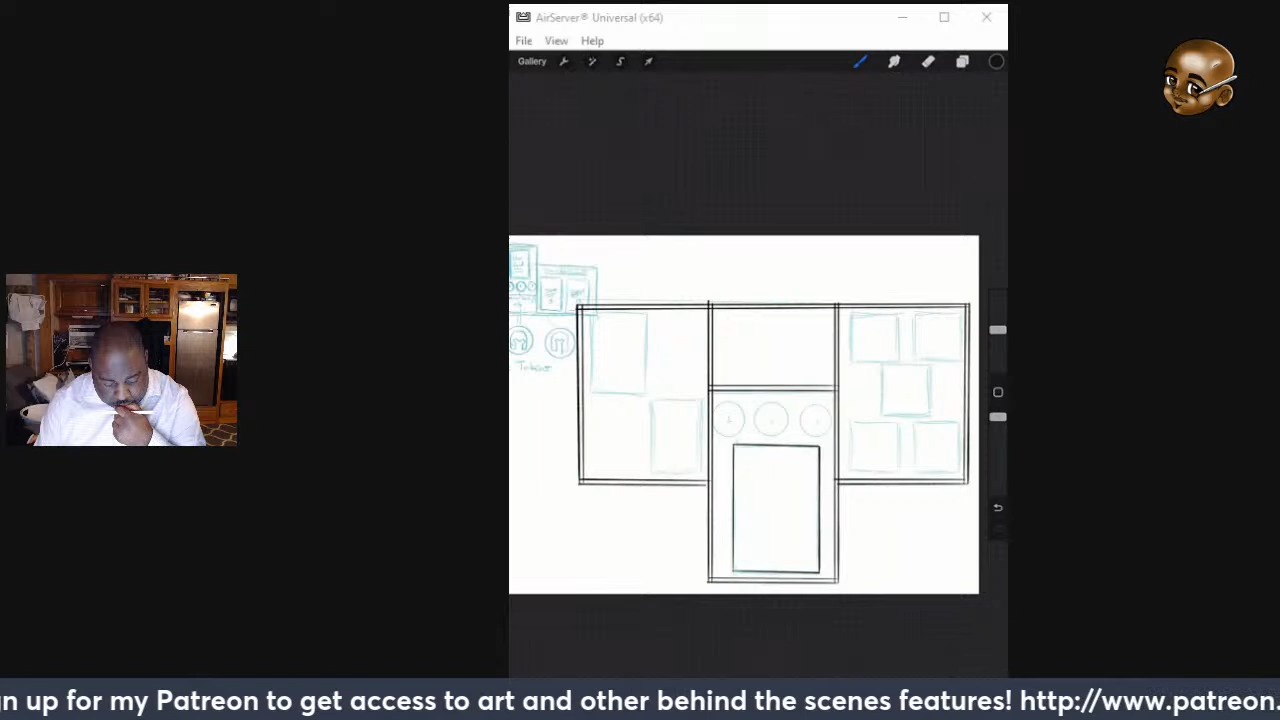 AirServer® Universal (x64)
File View Help
Gallery
gn up for my Patreon to get access to art and other behind the scenes features! http://www.patreon.